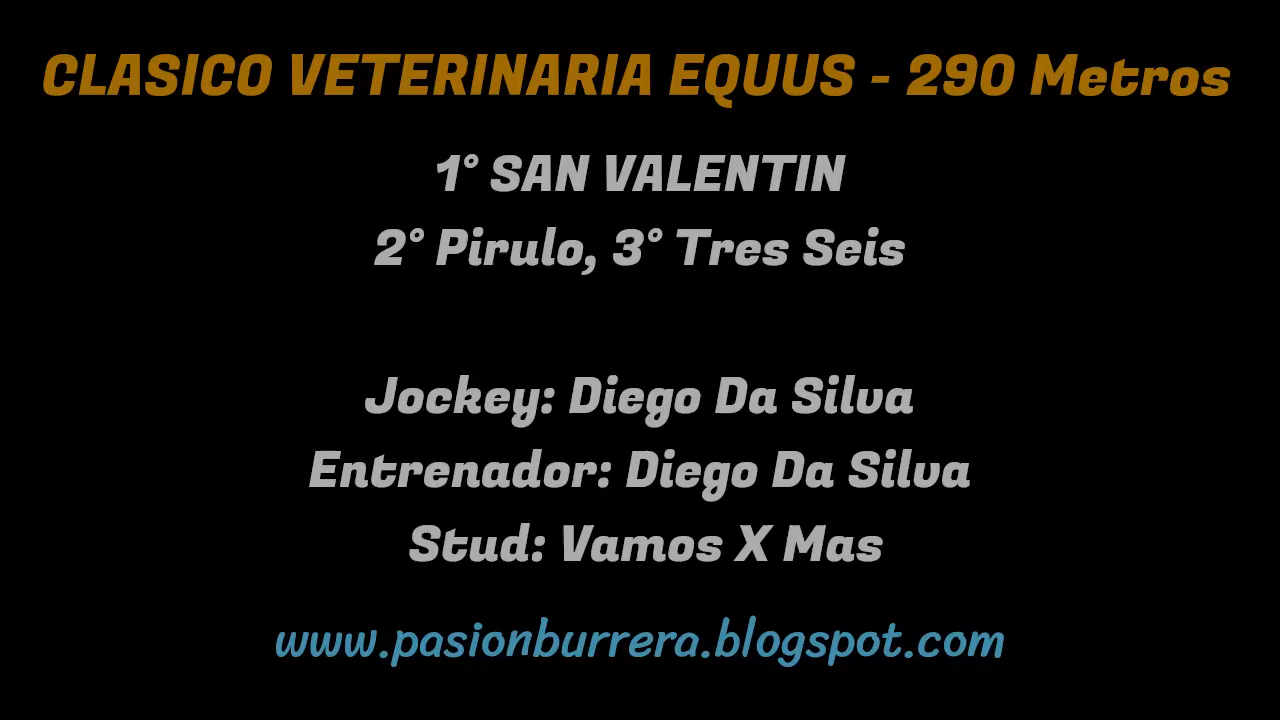 CLASICO VETERINARIA EQUUS - 290 Metros
1° SAN VALENTIN
2° Pirulo, 3° Tres Seis
Jockey: Diego Da Silva
Entrenador: Diego Da Silva
Stud: Vamos X Mas
www.pasionburrera.blogspot.com